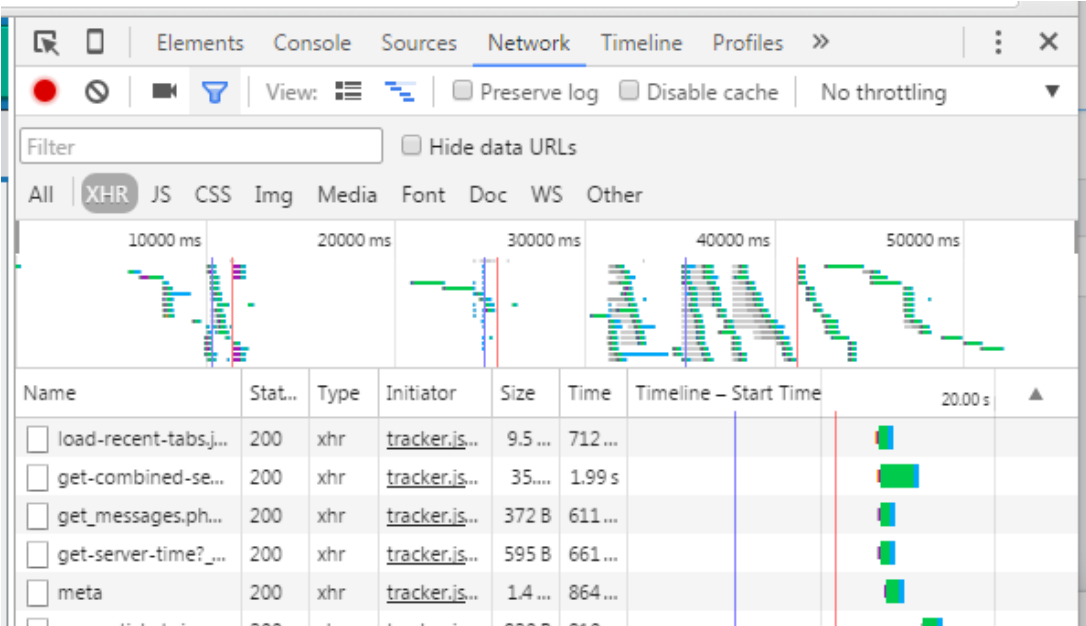 Elements Console Sources Network Timeline Profiles »
View: Preserve log Disable cache No throttling
Filter Hide data URLs
All XHR JS CSS Img Media Font Doc WS Other
10000 ms 20000 ms 30000 ms 40000 ms 50000 ms
Name Stat... Type Initiator Size Time Timeline – Start Time 20.00 s
load-recent-tabs.j... 200 xhr tracker.js... 9.5 ... 712 ...
get-combined-se... 200 xhr tracker.js... 35.... 1.99 s
get_messages.ph... 200 xhr tracker.js... 372 B 611 ...
get-server-time?_... 200 xhr tracker.js... 595 B 661 ...
meta 200 xhr tracker.js... 1.4 ... 864 ...